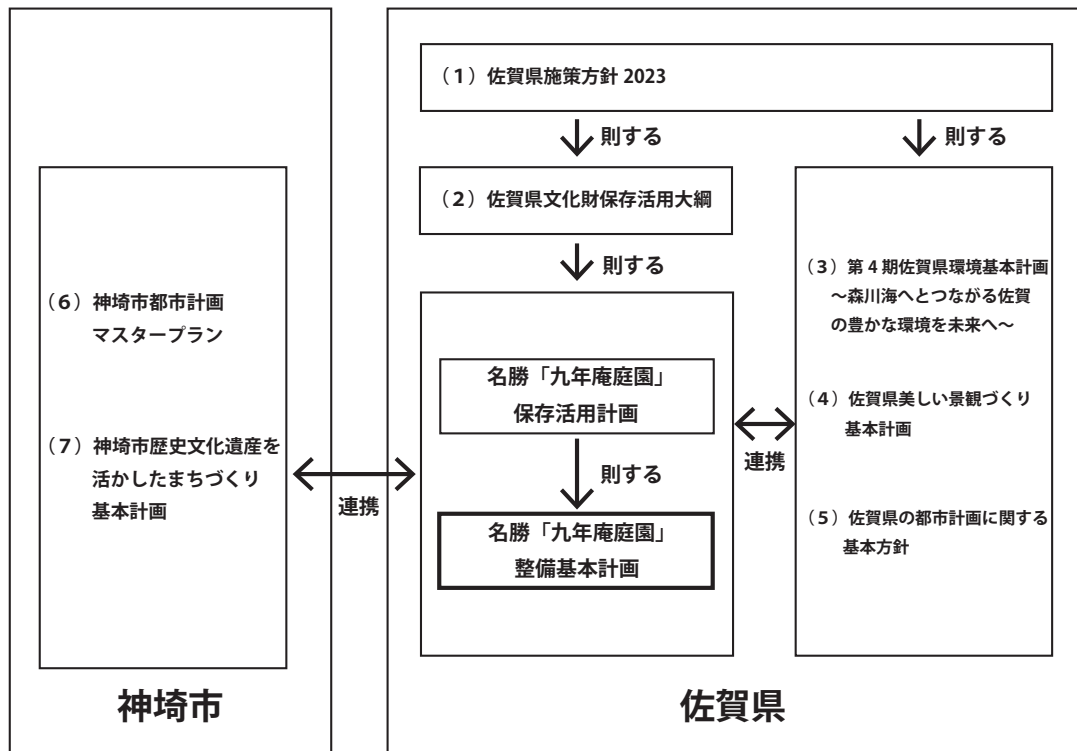 (1)佐賀県施策方針 2023
則する
則する
(2)佐賀県文化財保存活用大綱
則する
名勝「九年庵庭園」
保存活用計画
則する
名勝「九年庵庭園」
整備基本計画
連携
(3)第4期佐賀県環境基本計画
~森川海へとつながる佐賀
の豊かな環境を未来へ~
(4)佐賀県美しい景観づくり
基本計画
(5)佐賀県の都市計画に関する
基本方針
連携
(6)神埼市都市計画
マスタープラン
(7)神埼市歴史文化遺産を
活かしたまちづくり
基本計画
神埼市
佐賀県